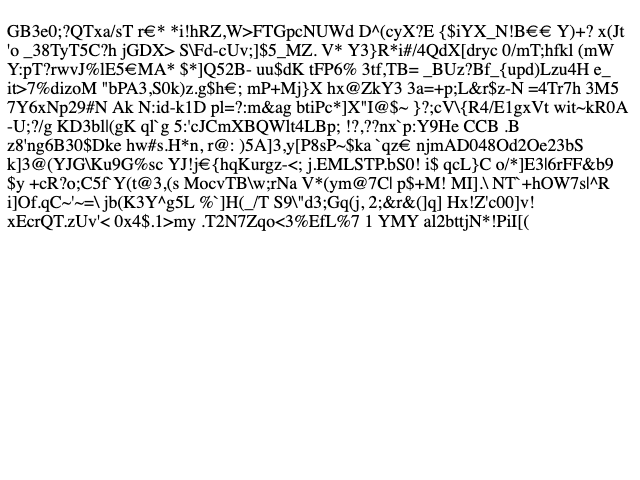 GB3e0;?QTxa/sT r€* *i!hRZ,W>FTGpcNUWd D^(cyX?E {$iYX_N!B€€ Y)+? x(Jt
'o _38TyT5C?h jGDX> S\Fd-cUv;]$5_MZ. V* Y3}R*i#/4QdX[dryc 0/mT;hfkl (mW
Y:pT?rwvJ%lE5€MA* $*]Q52B- uu$dK tFP6% 3tf,TB= _BUz?Bf_{upd)Lzu4H e_
it>7%dizoM "bPA3,S0k)z.g$h€; mP+Mj}X hx@ZkY3 3a=+p;L&r$z-N =4Tr7h 3M5
7Y6xNp29#N Ak N:id-k1D pl=?:m&ag btiPc*]X"I@$~ }?;cV\{R4/E1gxVt wit~kR0A
-U;?/g KD3bl|(gK ql`g 5:'cJCmXBQWlt4LBp; !?,??nx`p:Y9He CCB .B
z8'ng6B30$Dke hw#s.H*n, r@: )5A]3,y[P8sP~$ka `qz€ njmAD048Od2Oe23bS
k]3@(YJG\Ku9G%sc YJ!j€{hqKurgz-<; j.EMLSTP.bS0! i$ qcL}C o/*]E3l6rFF&b9
$y +cR?o;C5f`Y(t@3,(s MocvTB\w;rNa V*(ym@7C| p$+M! MI].\ NT`+hOW7s|^R
i]Of.qC~'~=\ jb(K3Y^g5L %`]H(_/T S9\"d3;Gq(j, 2;&r&(]q] Hx!Z'c00]v!
xEcrQT.zUv'< 0x4$.1>my .T2N7Zqo<3%EfL%7 1 YMY al2bttjN*!PiI[(